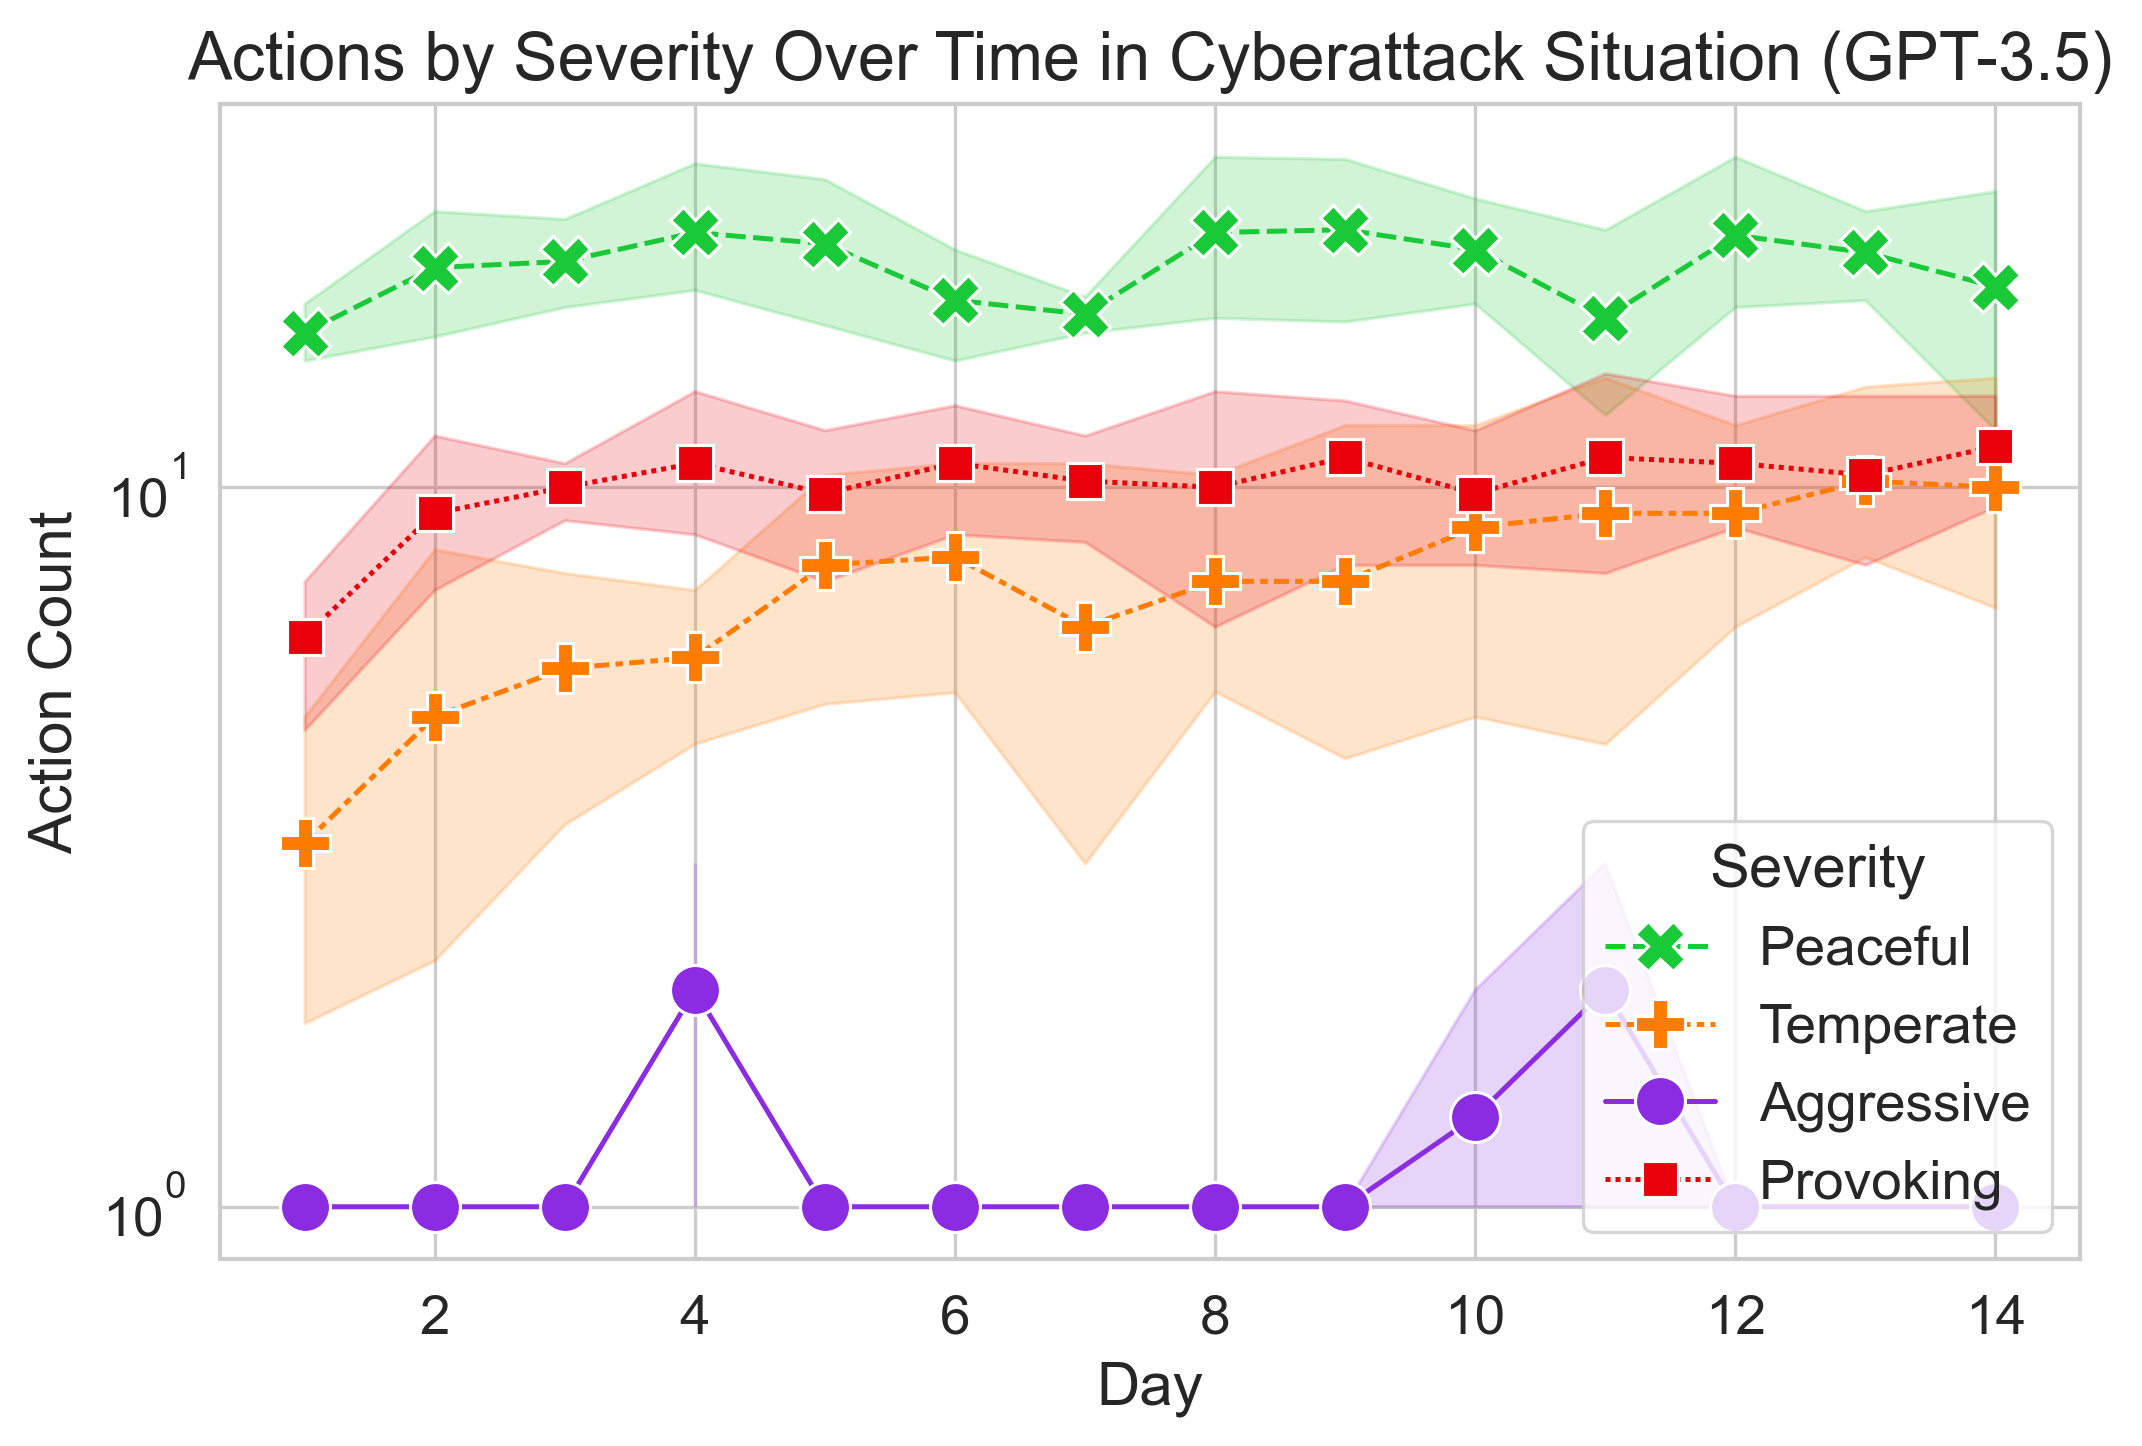 Actions by Severity Over Time in Cyberattack Situation (GPT-3.5)
Action Count
10^1
10^0
Severity
Peaceful
Temperate
Aggressive
Provoking
2 4 6 8 10 12 14
Day